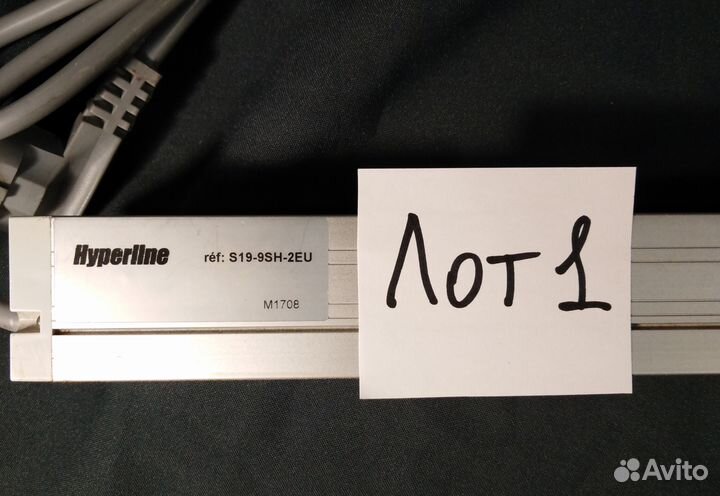 Hyperline réf: S19-9SH-2EU
M1708
Лот 1
Avito